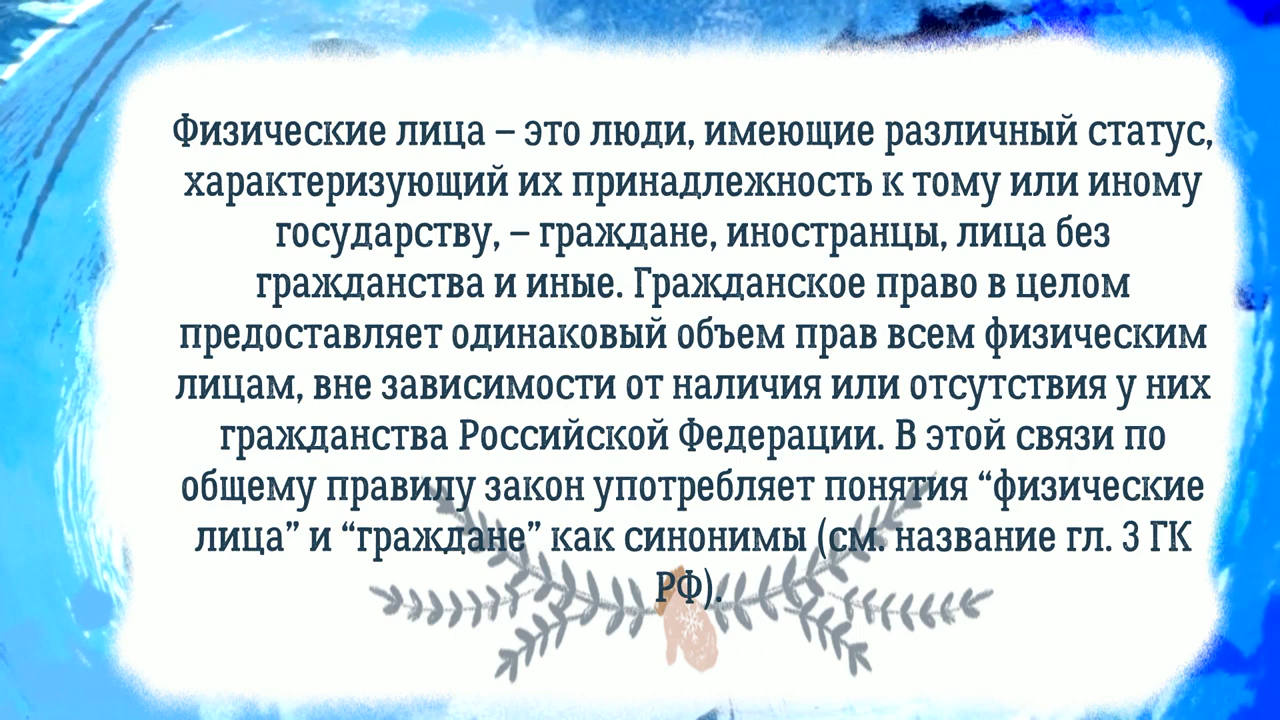 Физические лица – это люди, имеющие различный статус,
характеризующий их принадлежность к тому или иному
государству, – граждане, иностранцы, лица без
гражданства и иные. Гражданское право в целом
предоставляет одинаковый объем прав всем физическим
лицам, вне зависимости от наличия или отсутствия у них
гражданства Российской Федерации. В этой связи по
общему правилу закон употребляет понятия “физические
лица” и “граждане” как синонимы (см. название гл. 3 ГК
РФ).